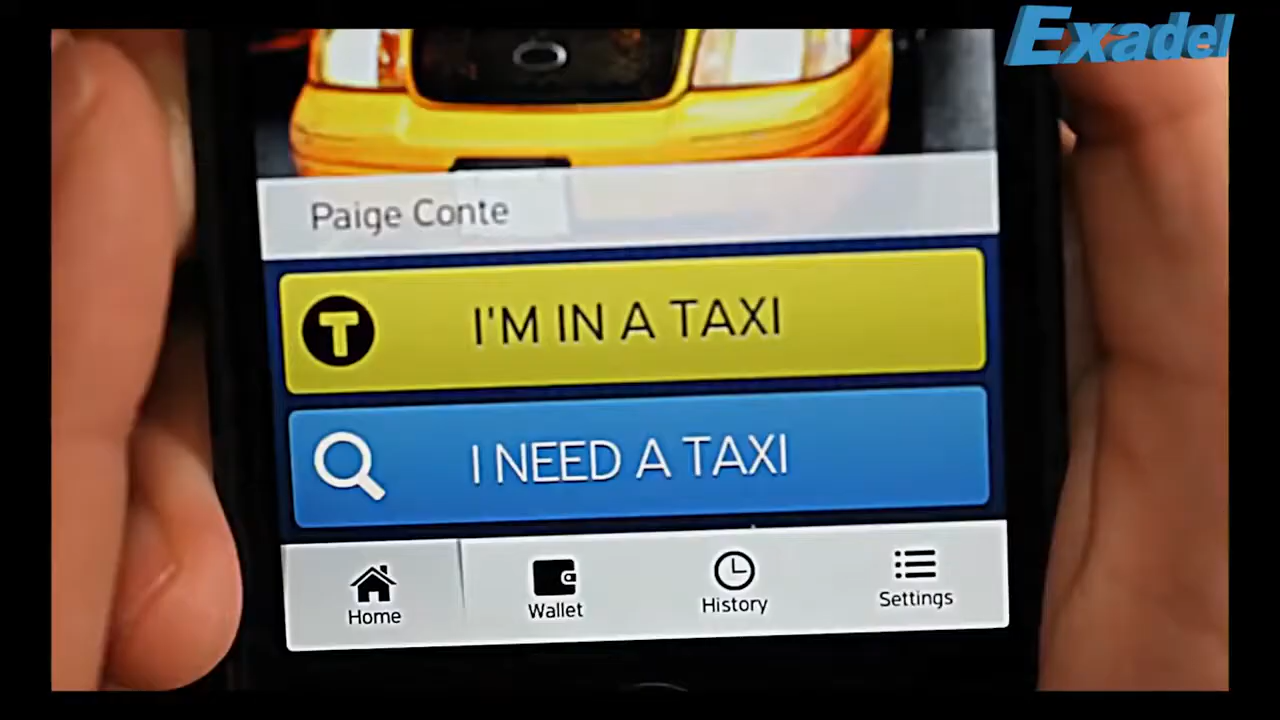 Exadel
Paige Conte
T
I'M IN A TAXI
I NEED A TAXI
Home
Wallet
History
Settings